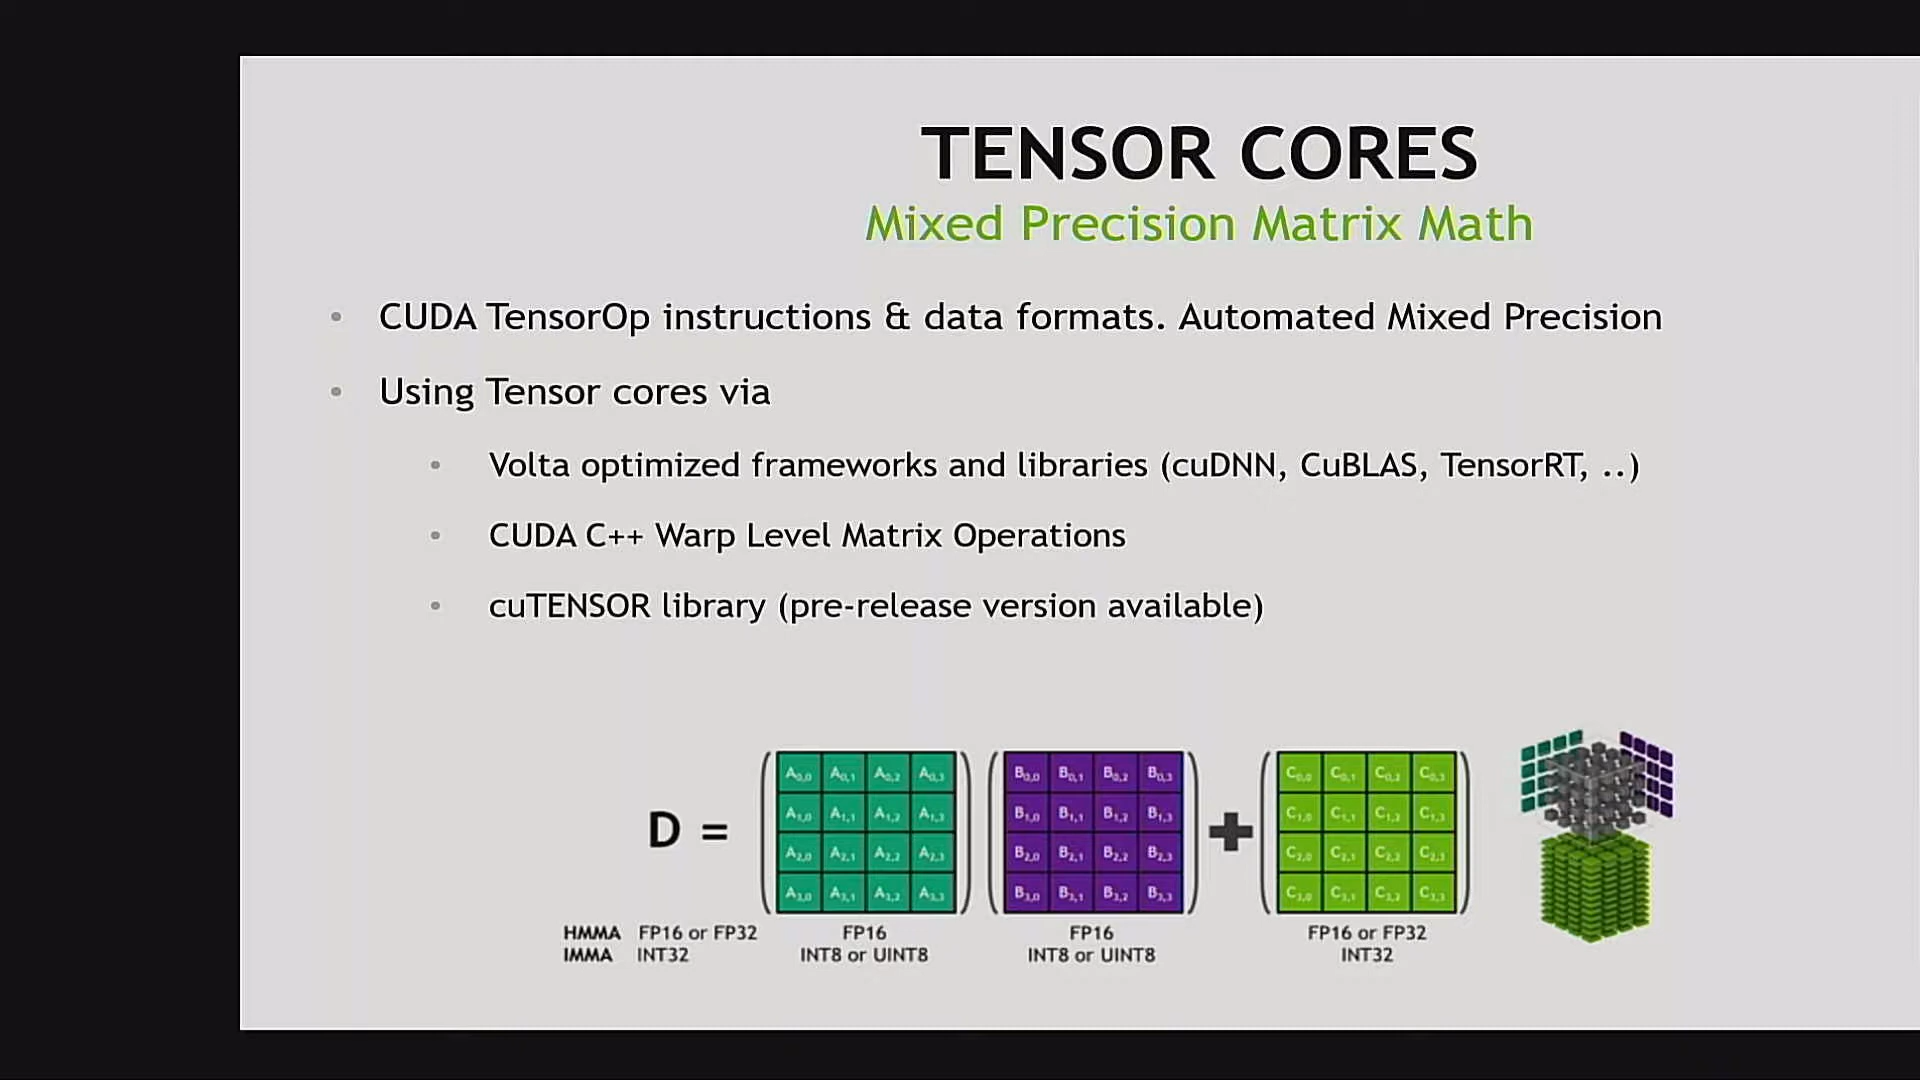 TENSOR CORES
Mixed Precision Matrix Math
• CUDA TensorOp instructions & data formats. Automated Mixed Precision
• Using Tensor cores via
• Volta optimized frameworks and libraries (cuDNN, CuBLAS, TensorRT, ..)
• CUDA C++ Warp Level Matrix Operations
• cuTENSOR library (pre-release version available)
D =
A0,0 A0,1 A0,2 A0,3
A1,0 A1,1 A1,2 A1,3
A2,0 A2,1 A2,2 A2,3
A3,0 A3,1 A3,2 A3,3
B0,0 B0,1 B0,2 B0,3
B1,0 B1,1 B1,2 B1,3
B2,0 B2,1 B2,2 B2,3
B3,0 B3,1 B3,2 B3,3
+
C0,0 C0,1 C0,2 C0,3
C1,0 C1,1 C1,2 C1,3
C2,0 C2,1 C2,2 C2,3
C3,0 C3,1 C3,2 C3,3
HMMA FP16 or FP32 FP16 FP16 FP16 or FP32
IMMA INT32 INT8 or UINT8 INT8 or UINT8 INT32